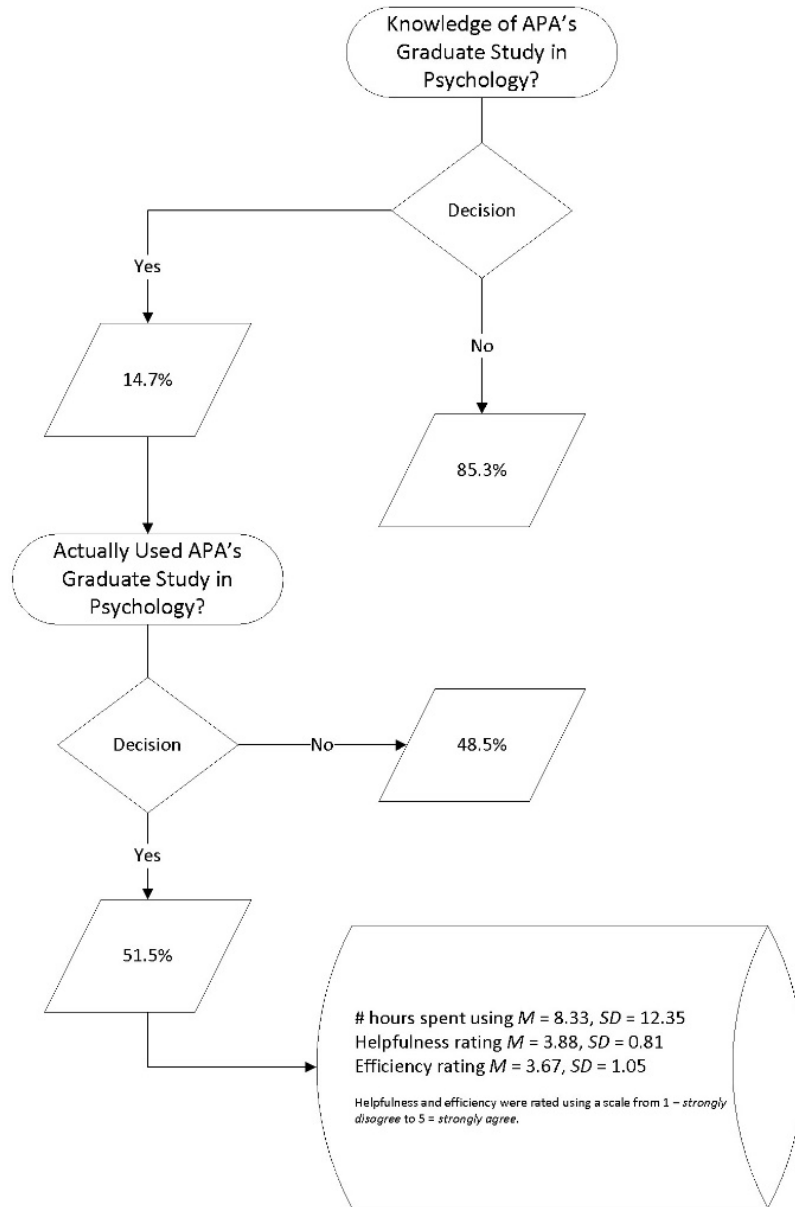 Knowledge of APA's
Graduate Study in
Psychology?
Decision
Yes
14.7%
No
85.3%
Actually Used APA's
Graduate Study in
Psychology?
Decision
No
48.5%
Yes
51.5%
# hours spent using M = 8.33, SD = 12.35
Helpfulness rating M = 3.88, SD = 0.81
Efficiency rating M = 3.67, SD = 1.05
Helpfulness and efficiency were rated using a scale from 1 – strongly
disagree to 5 = strongly agree.